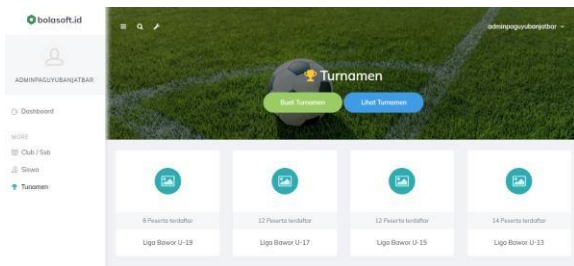 bolasoft.id
adminpaguyubanjatbar
ADMINPAGUYUBANJATBAR
Turnamen
Buat Turnamen
Lihat Turnamen
Dashboard
MORE
Club / Ssb
Siswa
Turnamen
8 Peserta terdaftar
12 Peserta terdaftar
12 Peserta terdaftar
14 Peserta terdaftar
Liga Bawor U-19
Liga Bawor U-17
Liga Bawor U-15
Liga Bawor U-13